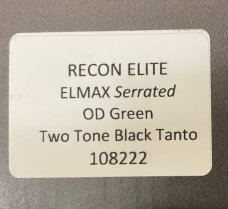 RECON ELITE
ELMAX Serrated
OD Green
Two Tone Black Tanto
108222